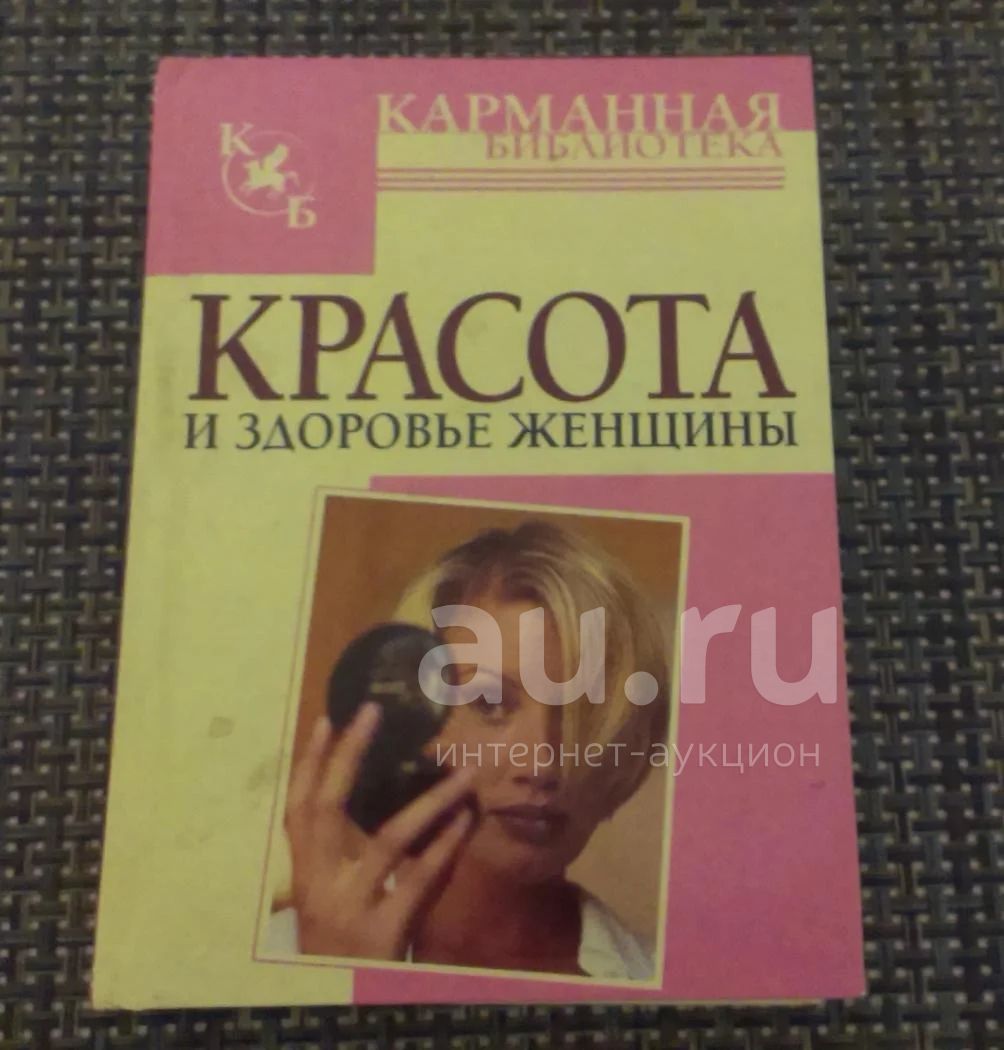 К
Б
КАРМАННАЯ
БИБЛИОТЕКА
КРАСОТА
И ЗДОРОВЬЕ ЖЕНЩИНЫ
au.ru
интернет-аукцион